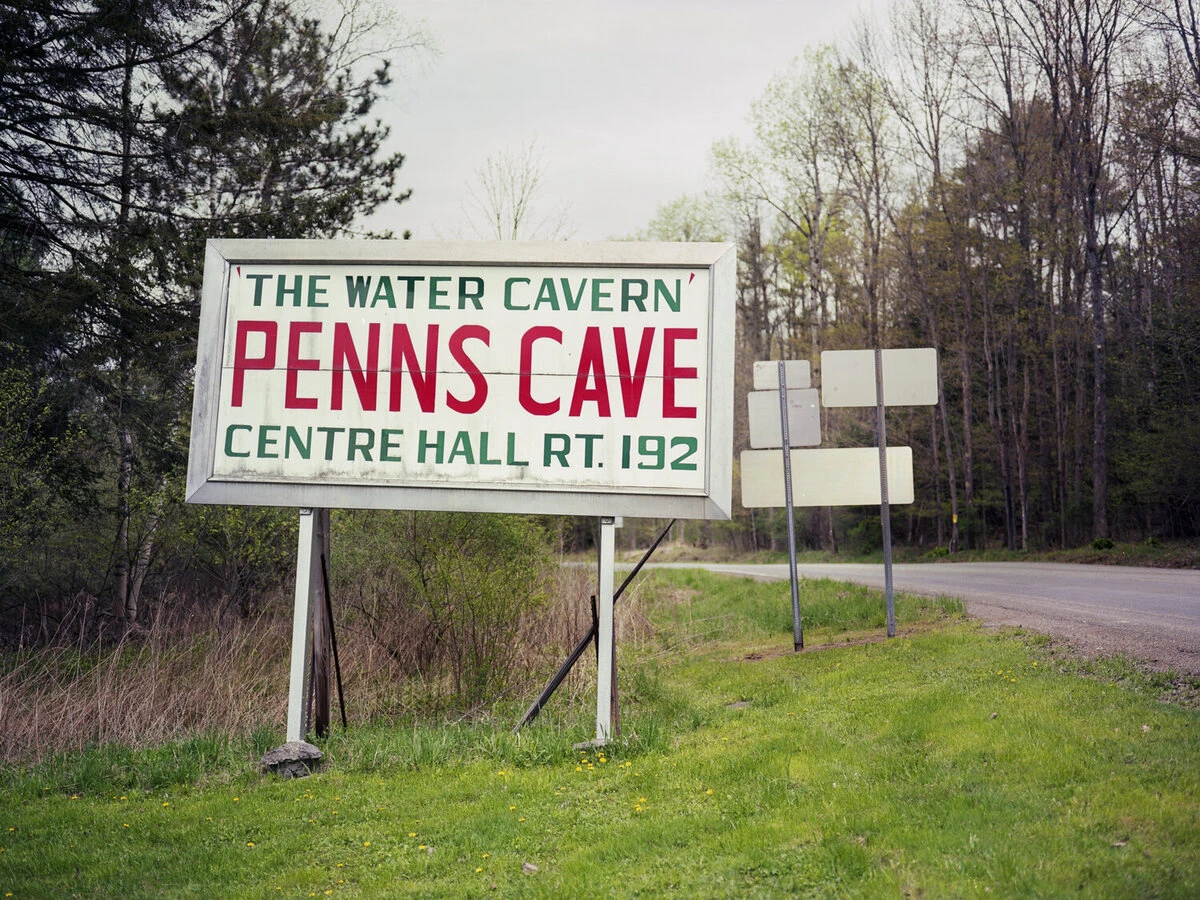 'THE WATER CAVERN'
PENNS CAVE
CENTRE HALL RT. 192